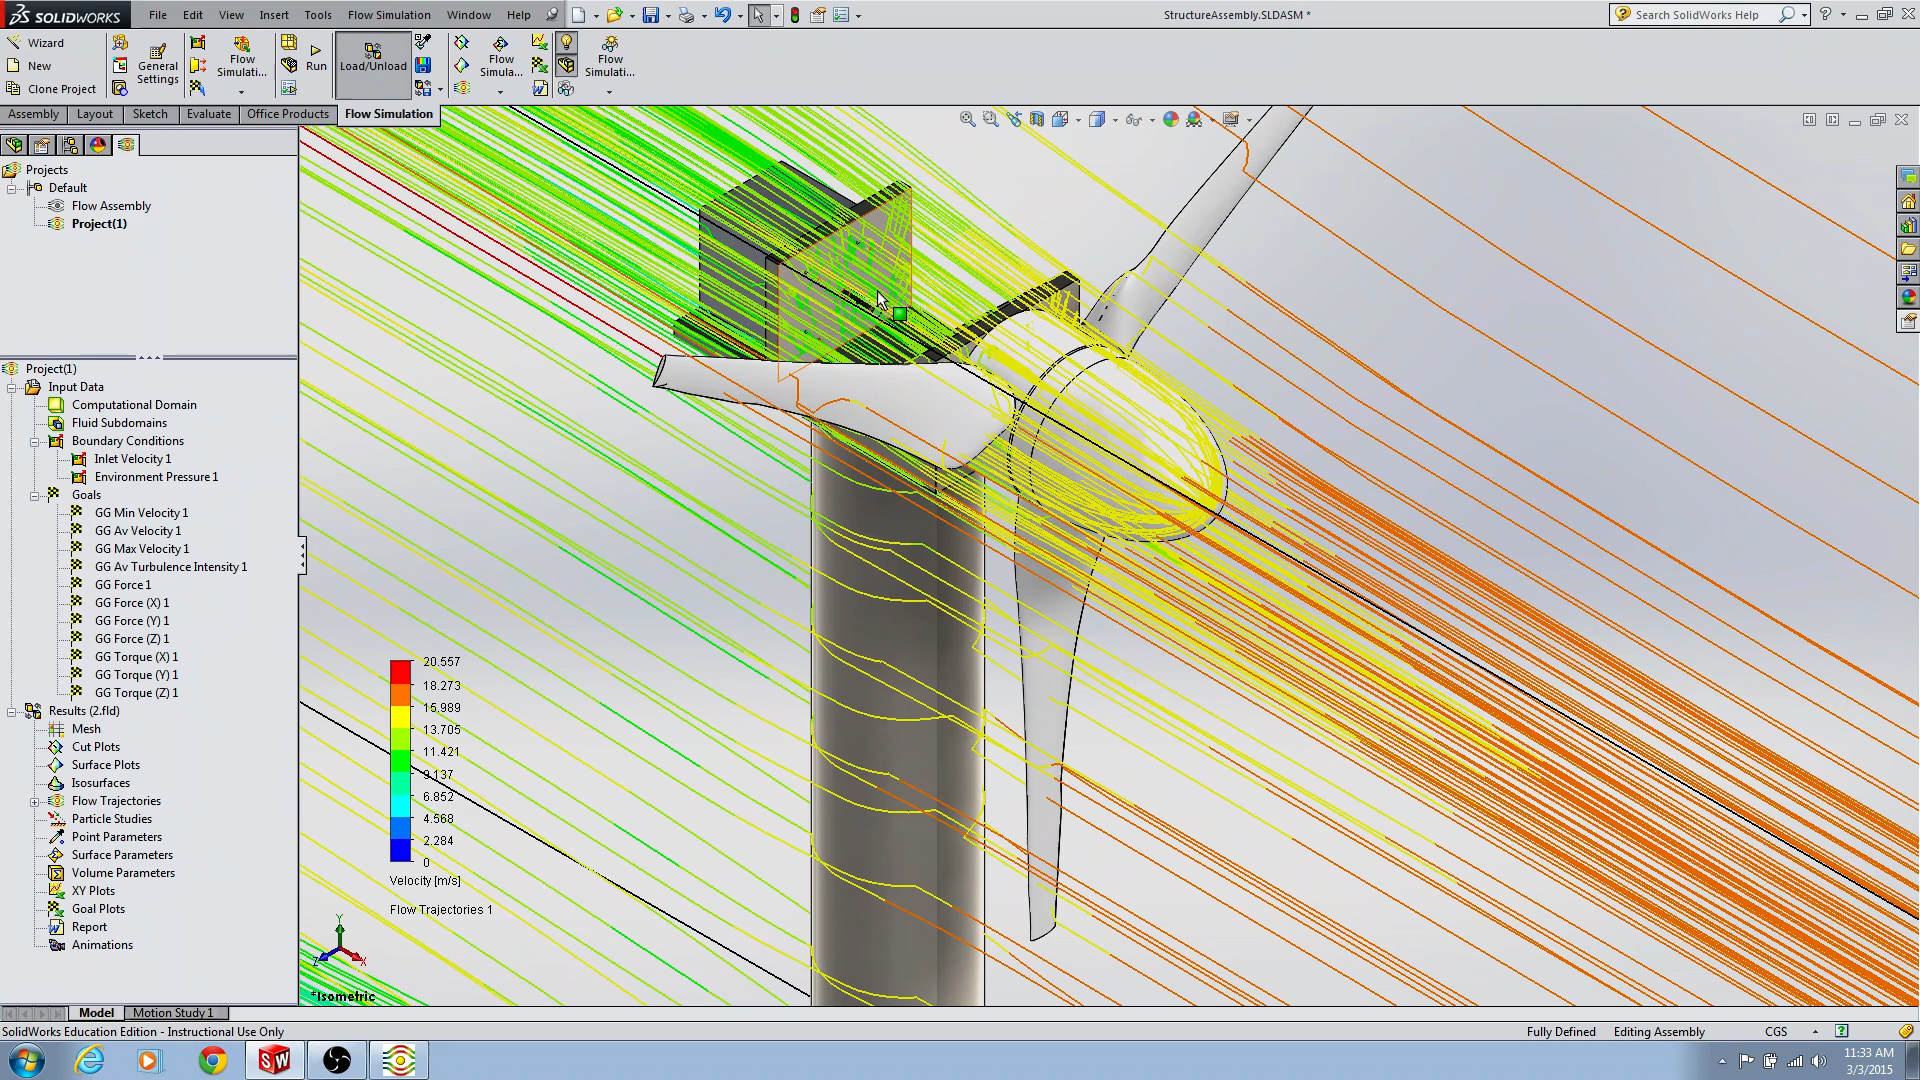 SOLIDWORKS File Edit View Insert Tools Flow Simulation Window Help StructureAssembly.SLDASM * Search SolidWorks Help
Wizard
New
Clone Project
General Settings
Flow Simulati...
Run
Load/Unload
Flow Simula...
Flow Simulati...
Assembly Layout Sketch Evaluate Office Products Flow Simulation
Projects
Default
Flow Assembly
Project(1)
Project(1)
Input Data
Computational Domain
Fluid Subdomains
Boundary Conditions
Inlet Velocity 1
Environment Pressure 1
Goals
GG Min Velocity 1
GG Av Velocity 1
GG Max Velocity 1
GG Av Turbulence Intensity 1
GG Force 1
GG Force (X) 1
GG Force (Y) 1
GG Force (Z) 1
GG Torque (X) 1
GG Torque (Y) 1
GG Torque (Z) 1
Results (2.fld)
Mesh
Cut Plots
Surface Plots
Isosurfaces
Flow Trajectories
Particle Studies
Point Parameters
Surface Parameters
Volume Parameters
XY Plots
Goal Plots
Report
Animations
20.557
18.273
15.989
13.705
11.421
9.137
6.852
4.568
2.284
0
Velocity [m/s]
Flow Trajectories 1
Y
Z X
*Isometric
Model Motion Study 1
SolidWorks Education Edition - Instructional Use Only Fully Defined Editing Assembly CGS
11:33 AM
3/3/2015